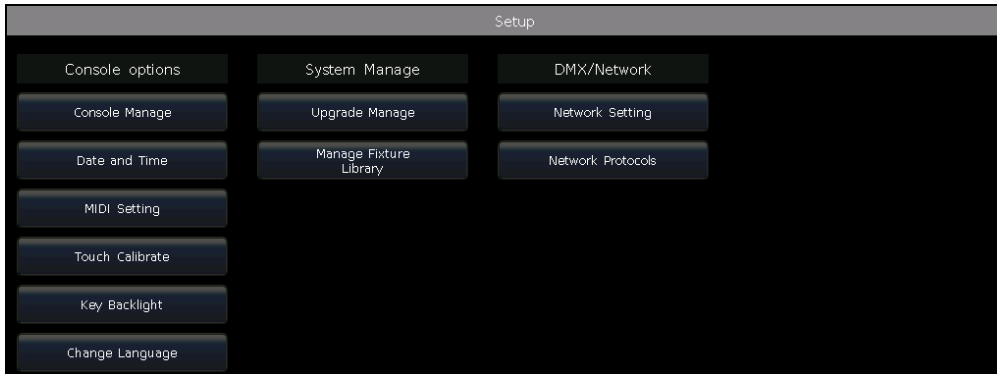 Setup
Console options
System Manage
DMX/Network
Console Manage
Upgrade Manage
Network Setting
Date and Time
Manage Fixture
Library
Network Protocols
MIDI Setting
Touch Calibrate
Key Backlight
Change Language